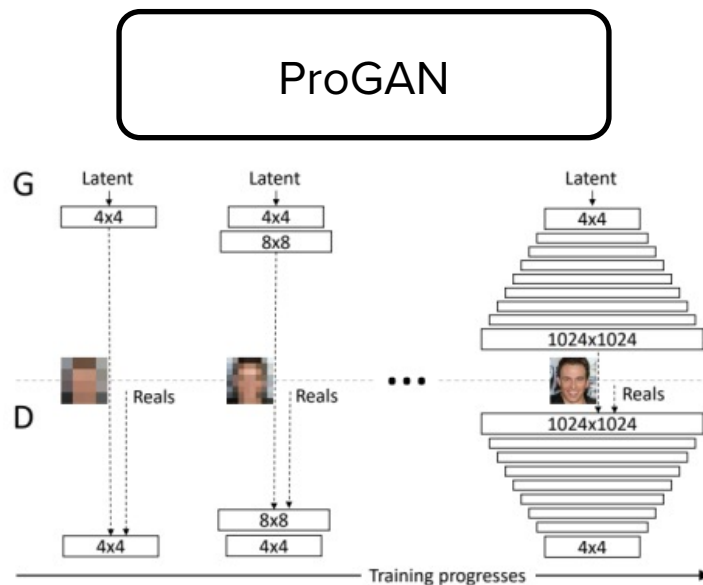 ProGAN
G
Latent Latent Latent
4x4 4x4 4x4
8x8
1024x1024
Reals Reals ••• Reals
D
1024x1024
8x8
4x4 4x4 4x4
Training progresses